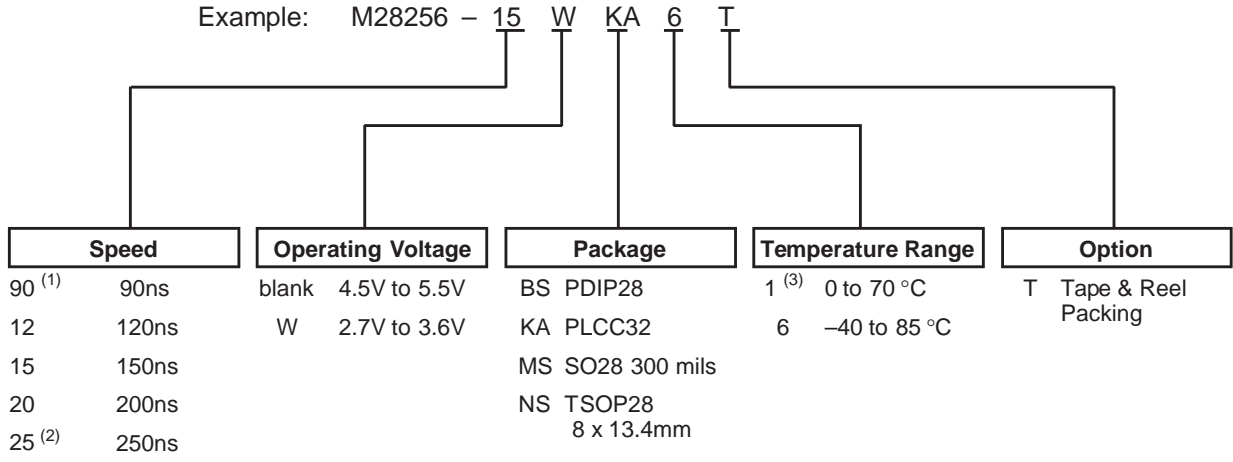 Example: M28256 – 15 W KA 6 T
Speed
90 (1) 90ns
12 120ns
15 150ns
20 200ns
25 (2) 250ns
Operating Voltage
blank 4.5V to 5.5V
W 2.7V to 3.6V
Package
BS PDIP28
KA PLCC32
MS SO28 300 mils
NS TSOP28
8 x 13.4mm
Temperature Range
1 (3) 0 to 70 °C
6 –40 to 85 °C
Option
T Tape & Reel
Packing